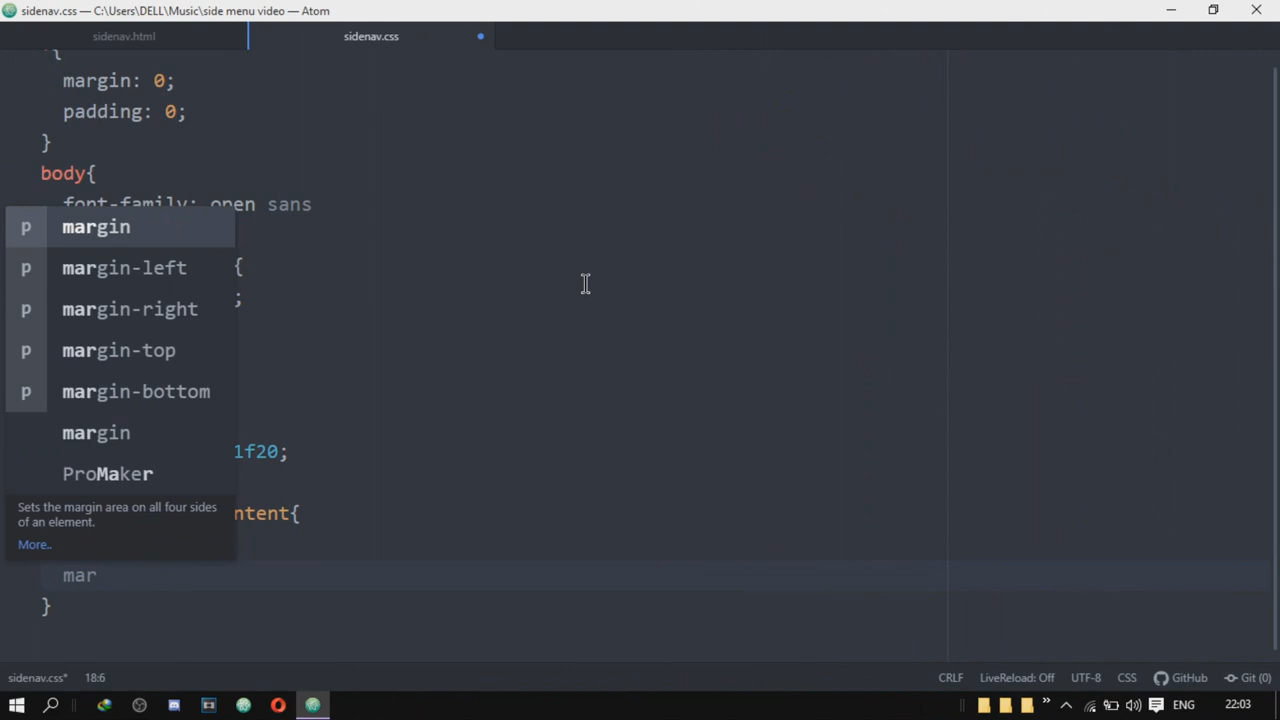 sidenav.css — C:\Users\DELL\Music\side menu video — Atom
sidenav.html
sidenav.css
{
margin: 0;
padding: 0;
}
body{
font-family: open sans
p margin
p margin-left {
;
p margin-right
p margin-top
p margin-bottom
margin
1f20;
ProMaker
Sets the margin area on all four sides
of an element.
ntent{
More..
mar
}
sidenav.css* 18:6 CRLF LiveReload: Off UTF-8 CSS GitHub Git (0)
ENG 22:03